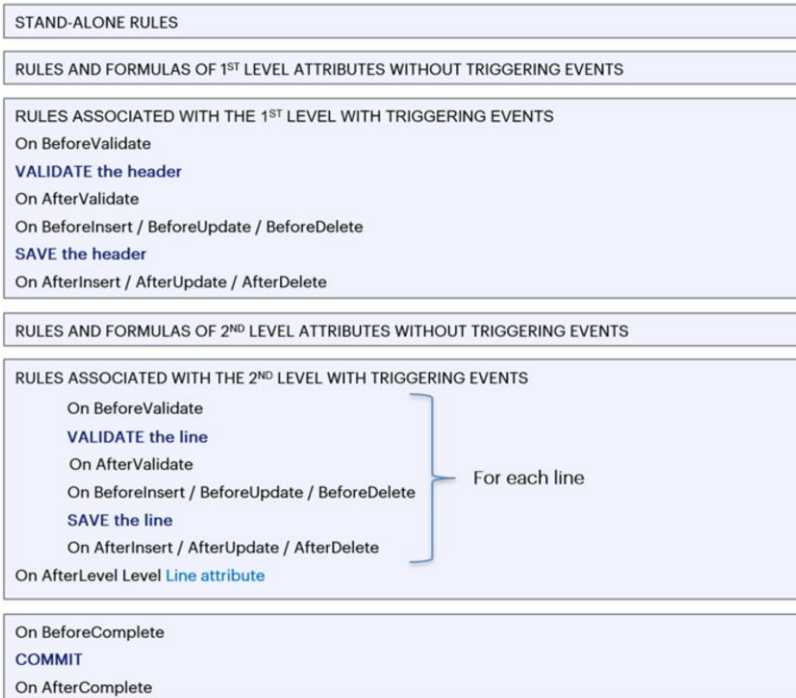 STAND-ALONE RULES
RULES AND FORMULAS OF 1ST LEVEL ATTRIBUTES WITHOUT TRIGGERING EVENTS
RULES ASSOCIATED WITH THE 1ST LEVEL WITH TRIGGERING EVENTS
On BeforeValidate
VALIDATE the header
On AfterValidate
On BeforeInsert / BeforeUpdate / BeforeDelete
SAVE the header
On AfterInsert / AfterUpdate / AfterDelete
RULES AND FORMULAS OF 2ND LEVEL ATTRIBUTES WITHOUT TRIGGERING EVENTS
RULES ASSOCIATED WITH THE 2ND LEVEL WITH TRIGGERING EVENTS
On BeforeValidate
VALIDATE the line
On AfterValidate
For each line
On BeforeInsert / BeforeUpdate / BeforeDelete
SAVE the line
On AfterInsert / AfterUpdate / AfterDelete
On AfterLevel Level Line attribute
On BeforeComplete
COMMIT
On AfterComplete